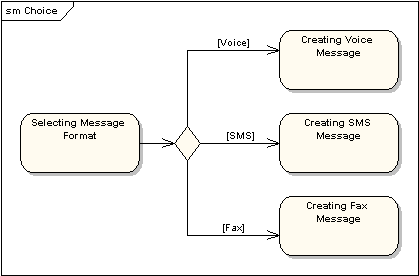 sm Choice
Creating Voice
Message
[Voice]
Selecting Message
Format
[SMS]
Creating SMS
Message
Creating Fax
Message
[Fax]